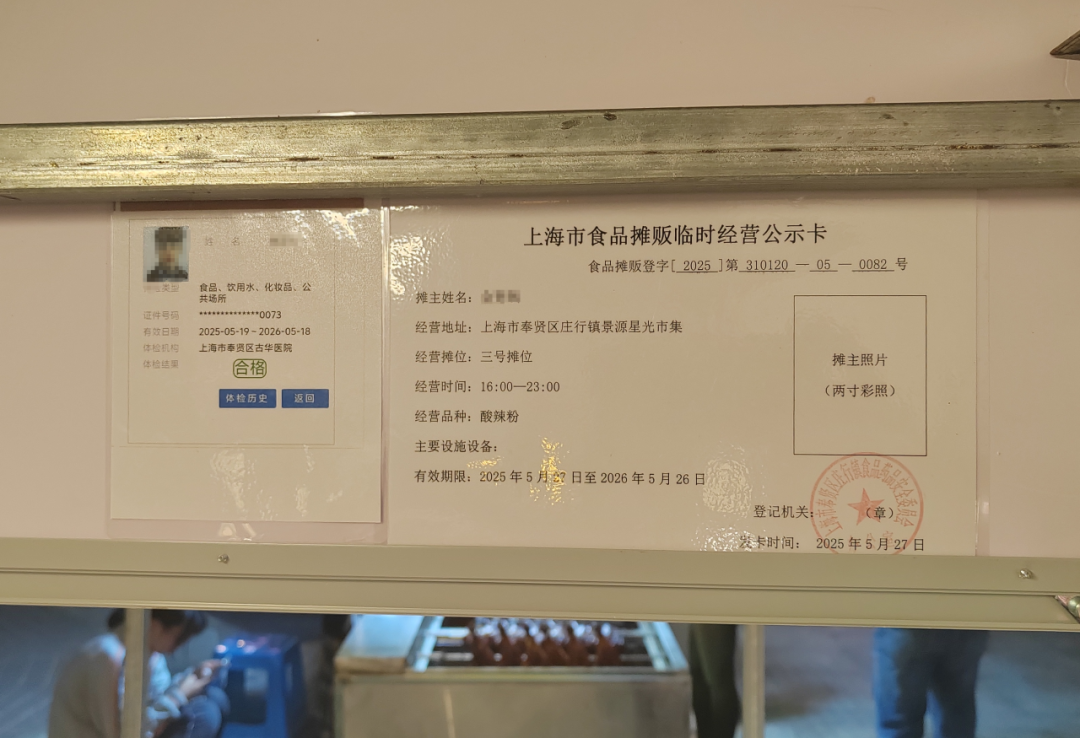 姓 名
体检类型
食品、饮用水、化妆品、公
共场所
证件号码 **************0073
有效日期 2025-05-19 ~ 2026-05-18
体检机构 上海市奉贤区古华医院
体检结果 合格
体检历史 返回
上海市食品摊贩临时经营公示卡
食品摊贩登字[ 2025 ]第 310120 — 05 — 0082 号
摊主姓名：
经营地址：上海市奉贤区庄行镇景源星光市集
经营摊位：三号摊位
经营时间：16:00—23:00
经营品种：酸辣粉
主要设施设备：
有效期限：2025 年 5 月 27 日至 2026 年 5 月 26 日
摊主照片
（两寸彩照）
登记机关： （章）
发卡时间： 2025 年 5 月 27 日